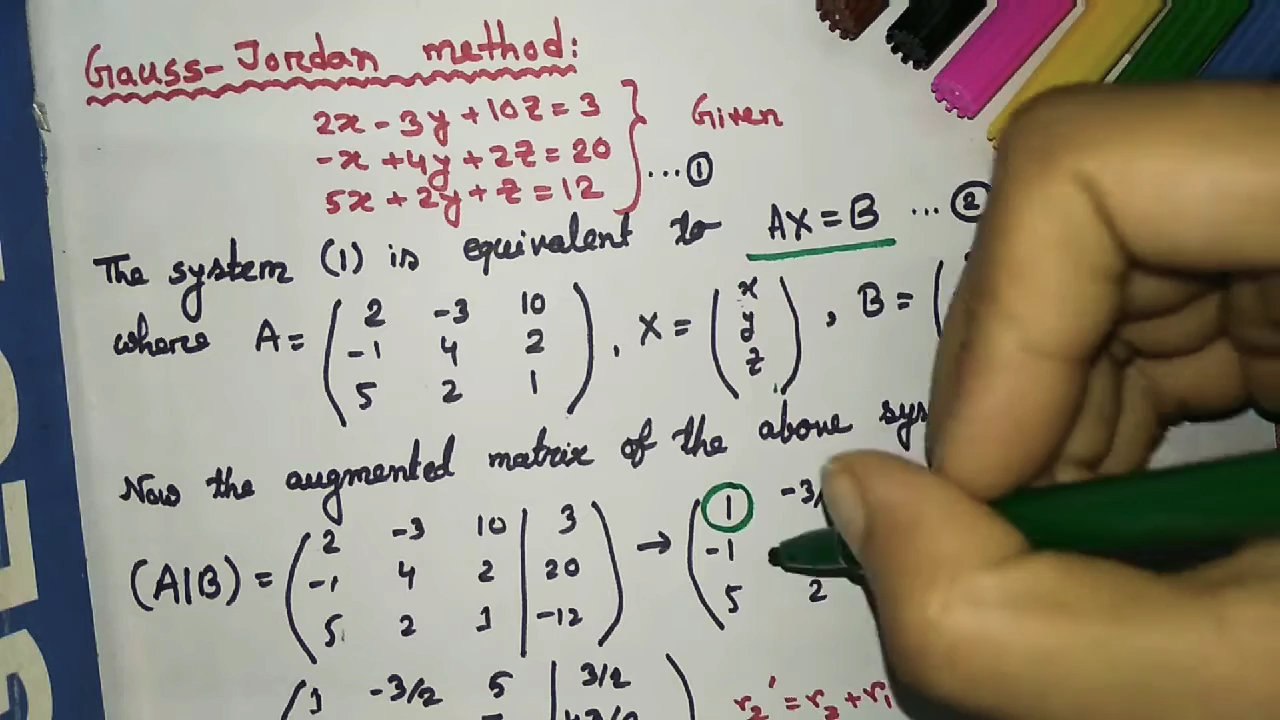 Gauss-Jordan method:
2x - 3y + 10z = 3
-x + 4y + 2z = 20
5x + 2y + z = 12
} Given
...①
The system (1) is equivalent to AX = B ...②
where A = ( 2 -3 10 , X = ( x , B = (
-1 4 2 y
5 2 1 ) z )
Now the augmented matrix of the above
(A|B) = ( 2 -3 10 | 3 → ( 1
-1 4 2 | 20 -1
5 2 1 | -12 ) 5 2
( 1 -3/2 5 | 3/2 )
r2' = r2 + r1